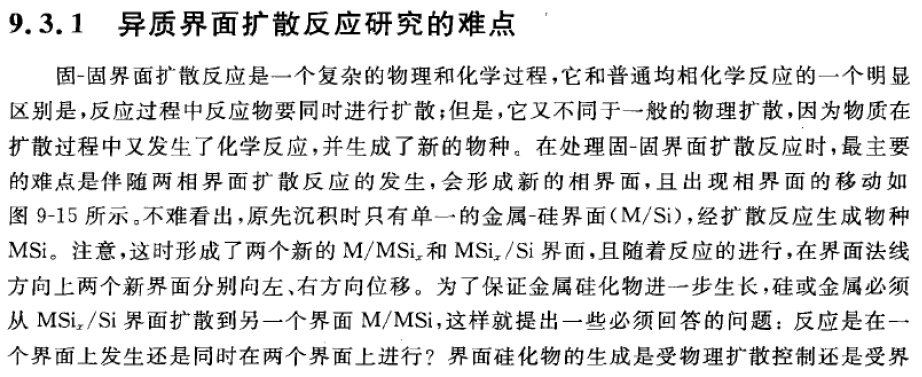 9.3.1 异质界面扩散反应研究的难点
固-固界面扩散反应是一个复杂的物理和化学过程,它和普通均相化学反应的一个明显
区别是,反应过程中反应物要同时进行扩散;但是,它又不同于一般的物理扩散,因为物质在
扩散过程中又发生了化学反应,并生成了新的物种。在处理固-固界面扩散反应时,最主要
的难点是伴随两相界面扩散反应的发生,会形成新的相界面,且出现相界面的移动如
图 9-15 所示。不难看出,原先沉积时只有单一的金属-硅界面(M/Si),经扩散反应生成物种
MSi。注意,这时形成了两个新的 M/MSiₓ和 MSiₓ/Si 界面,且随着反应的进行,在界面法线
方向上两个新界面分别向左、右方向位移。为了保证金属硅化物进一步生长,硅或金属必须
从 MSiₓ/Si 界面扩散到另一个界面 M/MSi,这样就提出一些必须回答的问题:反应是在一
个界面上发生还是同时在两个界面上进行?界面硅化物的生成是受物理扩散控制还是受界